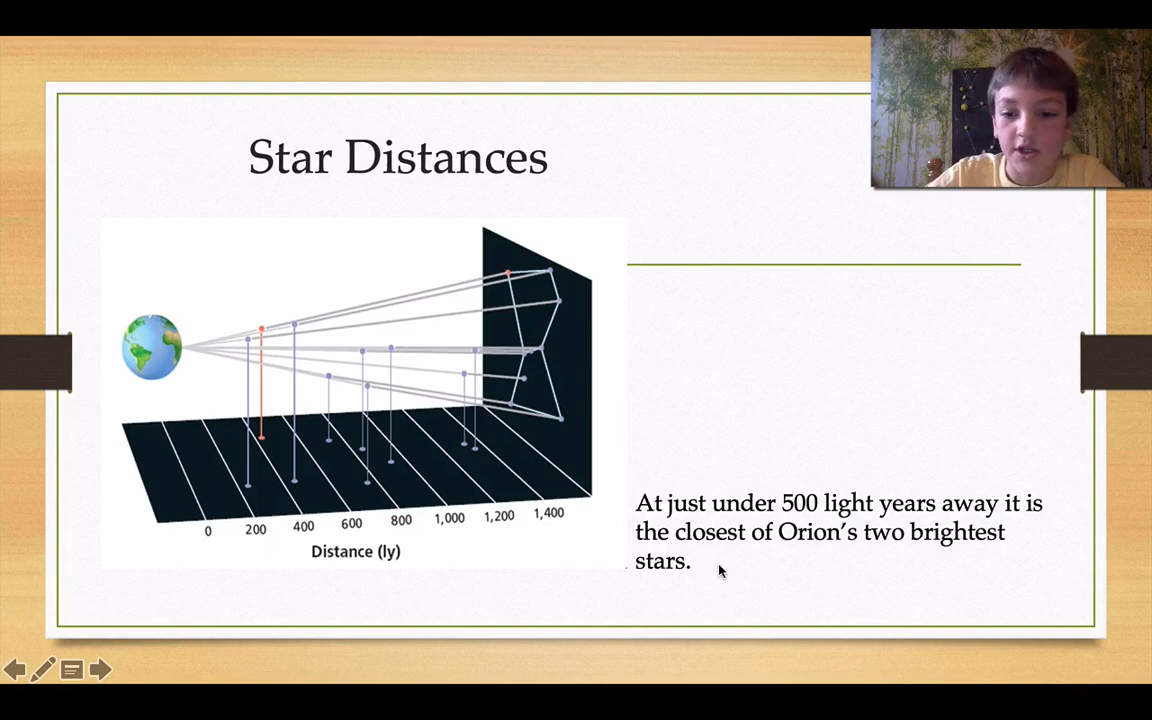 Star Distances
0 200 400 600 800 1,000 1,200 1,400
Distance (ly)
At just under 500 light years away it is
the closest of Orion's two brightest
stars.